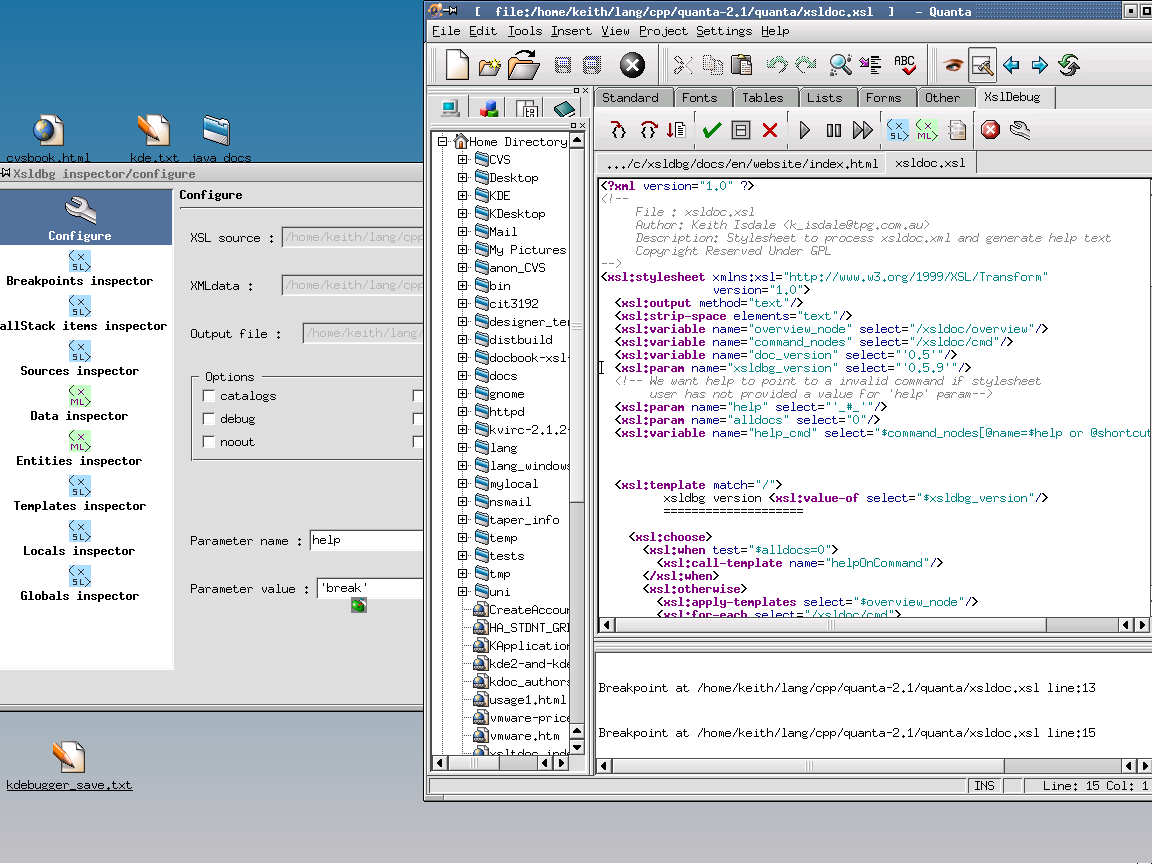 cvsbook.html
kde.txt
java docs
Xsldbg inspector/configure
Configure
Breakpoints inspector
allStack items inspector
Sources inspector
Data inspector
Entities inspector
Templates inspector
Locals inspector
Globals inspector
Configure
XSL source :
/home/keith/lang/cpp
XMLdata :
/home/keith/lang/cpp
Output file :
/home/keith/lang/
Options
catalogs
debug
noout
Parameter name :
help
Parameter value :
'break'
kdebugger_save.txt
[ file:/home/keith/lang/cpp/quanta-2.1/quanta/xsldoc.xsl ] - Quanta
File Edit Tools Insert View Project Settings Help
ABC
Standard Fonts Tables Lists Forms Other XslDebug
Home Directory
CVS
Desktop
KDE
KDesktop
Mail
My Pictures
anon_CVS
bin
cit3192
designer_te
distbuild
docbook-xsl
docs
gnome
httpd
kvirc-2.1.2
lang
lang_windows
mylocal
nsmail
taper_info
temp
tests
tmp
uni
CreateAccou
HA_STDNT_GR
KApplication
kde2-and-kde
kdoc_authors
usage1.html
vmware-price
vmware.htm
xsltdoc_inde
.../c/xsldbg/docs/en/website/index.html xsldoc.xsl
<?xml version="1.0" ?>
<!--
File : xsldoc.xsl
Author: Keith Isdale <k_isdale@tpg.com.au>
Description: Stylesheet to process xsldoc.xml and generate help text
Copyright Reserved Under GPL
-->
<xsl:stylesheet xmlns:xsl="http://www.w3.org/1999/XSL/Transform"
version="1.0">
<xsl:output method="text"/>
<xsl:strip-space elements="text"/>
<xsl:variable name="overview_node" select="/xsldoc/overview"/>
<xsl:variable name="command_nodes" select="/xsldoc/cmd"/>
<xsl:variable name="doc_version" select="'0.5'"/>
<xsl:param name="xsldbg_version" select="'0.5.9'"/>
<!-- We want help to point to a invalid command if stylesheet
user has not provided a value for 'help' param-->
<xsl:param name="help" select="'_#_'"/>
<xsl:param name="alldocs" select="0"/>
<xsl:variable name="help_cmd" select="$command_nodes[@name=$help or @shortcut
<xsl:template match="/">
xsldbg version <xsl:value-of select="$xsldbg_version"/>
====================
<xsl:choose>
<xsl:when test="$alldocs=0">
<xsl:call-template name="helpOnCommand"/>
</xsl:when>
<xsl:otherwise>
<xsl:apply-templates select="$overview_node"/>
<xsl:for-each select="/xsldoc/cmd">
Breakpoint at /home/keith/lang/cpp/quanta-2.1/quanta/xsldoc.xsl line:13
Breakpoint at /home/keith/lang/cpp/quanta-2.1/quanta/xsldoc.xsl line:15
INS
Line: 15 Col: 1